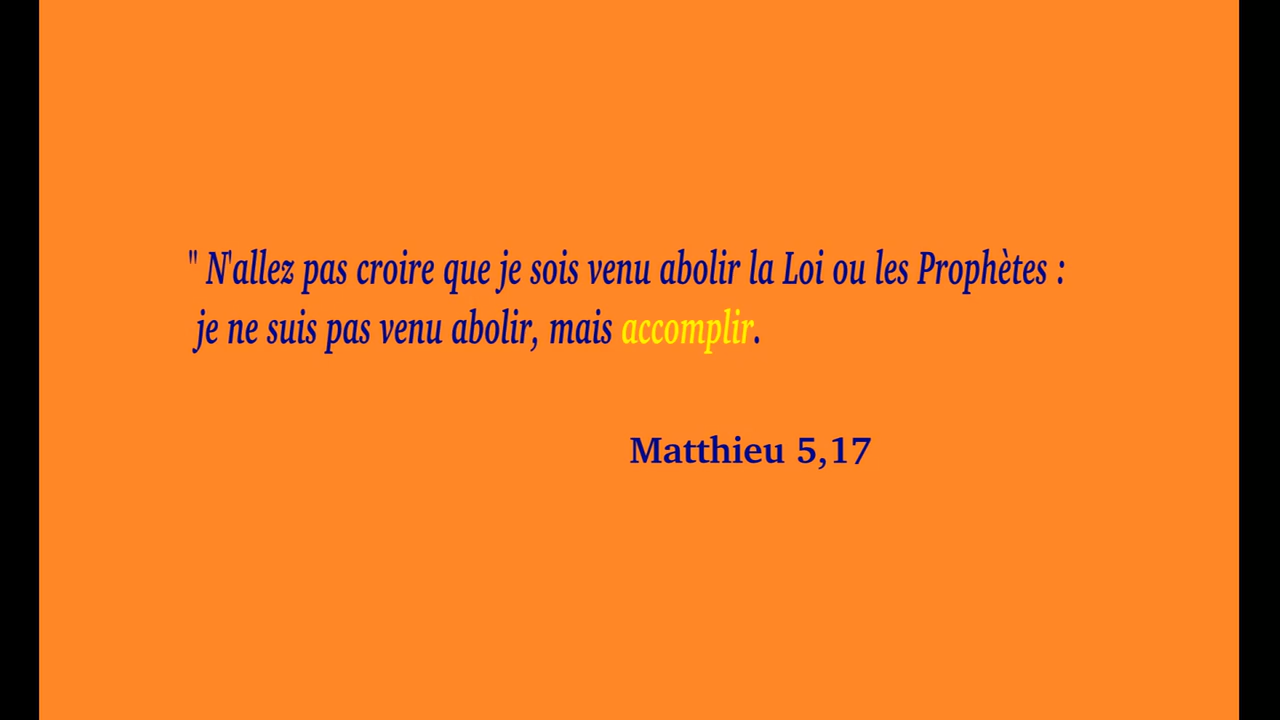 " N'allez pas croire que je sois venu abolir la Loi ou les Prophètes :
je ne suis pas venu abolir, mais accomplir.
Matthieu 5,17